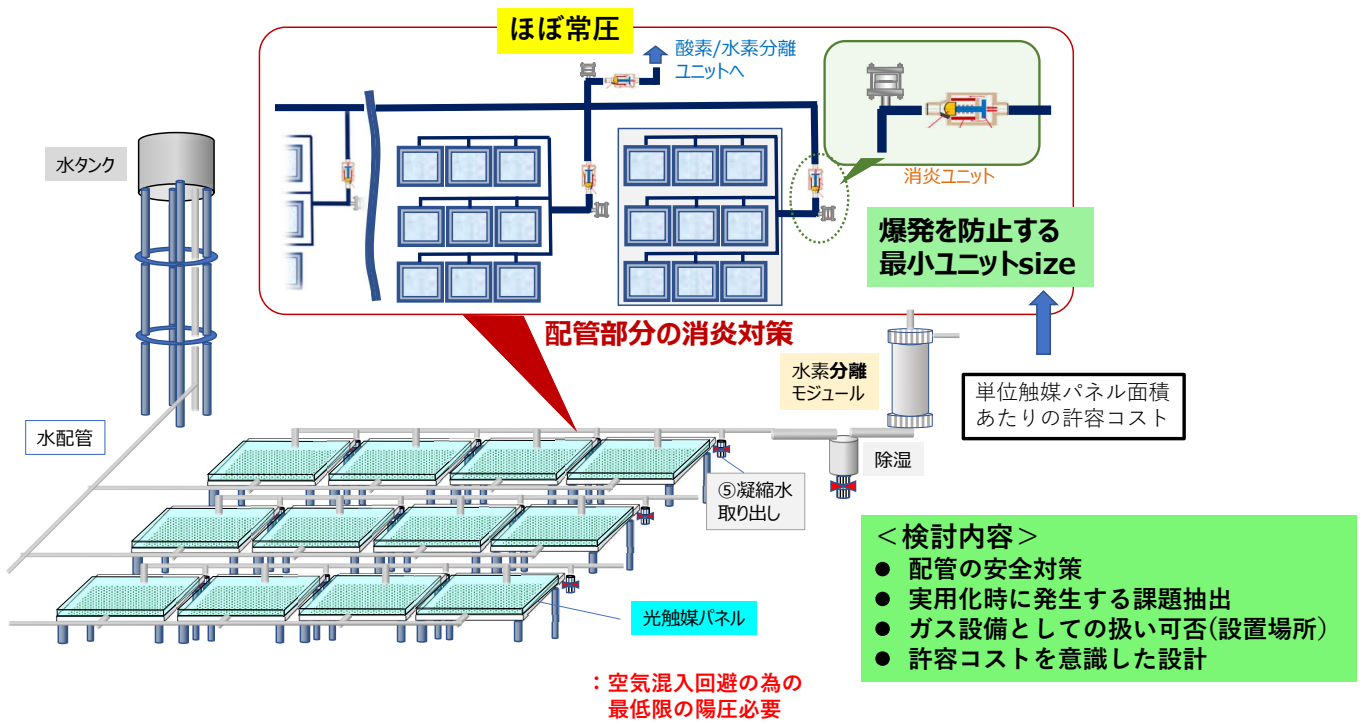 ほぼ常圧
酸素/水素分離
ユニットへ
消炎ユニット
水タンク
爆発を防止する
最小ユニットsize
配管部分の消炎対策
水素分離
モジュール
単位触媒パネル面積
あたりの許容コスト
水配管
除湿
⑤凝縮水
取り出し
光触媒パネル
<検討内容>
● 配管の安全対策
● 実用化時に発生する課題抽出
● ガス設備としての扱い可否(設置場所)
● 許容コストを意識した設計
:空気混入回避の為の
最低限の陽圧必要